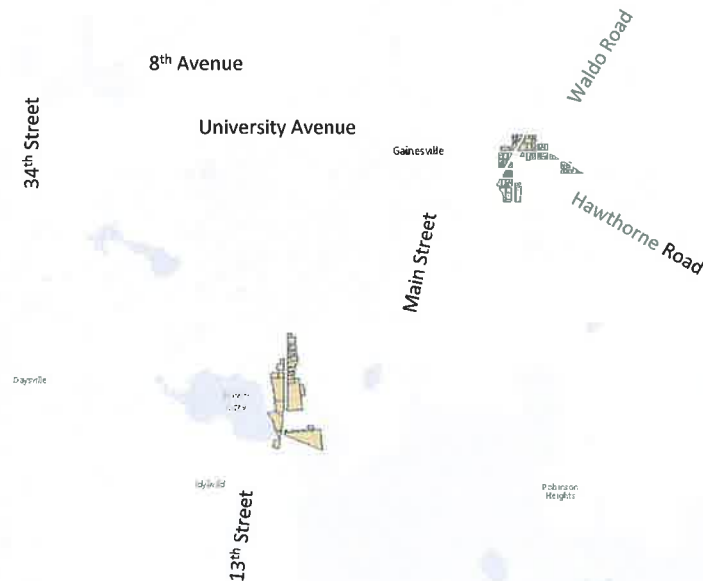 Waldo Road
8th Avenue
34th Street
University Avenue
Gainesville
Hawthorne Road
Main Street
Daysville
Idylwild
Robinson
Heights
13th Street